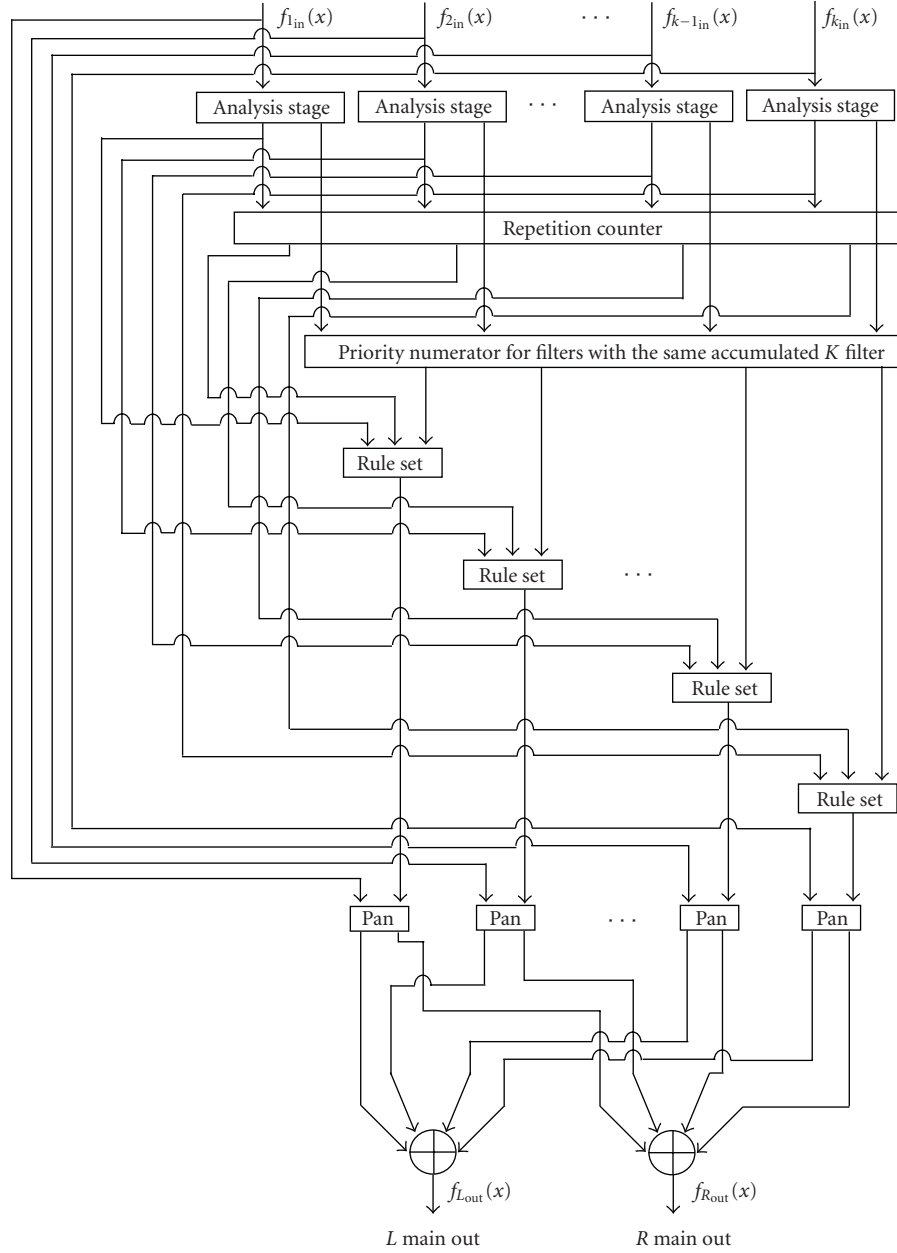 f1in(x) f2in(x) · · · fk−1in(x) fkin(x)
Analysis stage Analysis stage · · · Analysis stage Analysis stage
Repetition counter
Priority numerator for filters with the same accumulated K filter
Rule set
Rule set · · ·
Rule set
Rule set
Pan Pan · · · Pan Pan
fLout(x) fRout(x)
L main out R main out